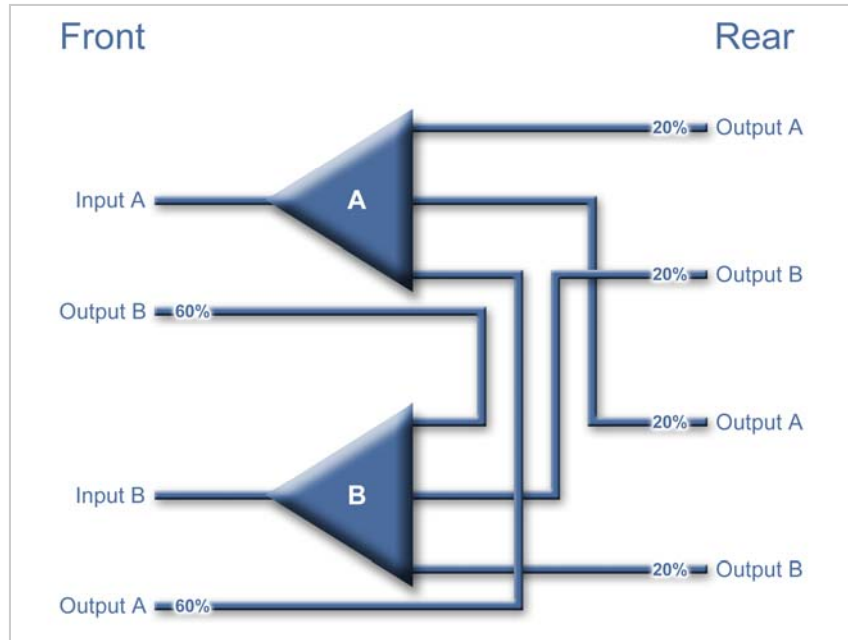 Front
Rear
20% Output A
Input A
A
20% Output B
Output B 60%
20% Output A
Input B
B
20% Output B
Output A 60%